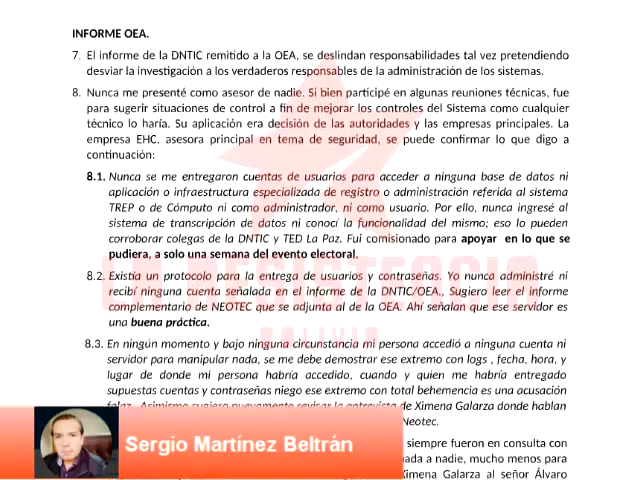 INFORME OEA.
7. El informe de la DNTIC remitido a la OEA, se deslindan responsabilidades tal vez pretendiendo
desviar la investigación a los verdaderos responsables de la administración de los sistemas.
8. Nunca me presenté como asesor de nadie. Si bien participé en algunas reuniones técnicas, fue
para sugerir situaciones de control a fin de mejorar los controles del Sistema como cualquier
técnico lo haría. Su aplicación era decisión de las autoridades y las empresas principales. La
empresa EHC, asesora principal en tema de seguridad, se puede confirmar lo que digo a
continuación:
8.1. Nunca se me entregaron cuentas de usuarios para acceder a ninguna base de datos ni
aplicación o infraestructura especializada de registro o administración referida al sistema
TREP o de Cómputo ni como administrador, ni como usuario. Por ello, nunca ingresé al
sistema de transcripción de datos ni conocí la funcionalidad del mismo; eso lo pueden
corroborar colegas de la DNTIC y TED La Paz. Fui comisionado para apoyar en lo que se
pudiera, a solo una semana del evento electoral.
8.2. Existía un protocolo para la entrega de usuarios y contraseñas. Yo nunca administré ni
recibí ninguna cuenta señalada en el informe de la DNTIC/OEA., Sugiero leer el informe
complementario de NEOTEC que se adjunta al de la OEA. Ahí señalan que ese servidor es
una buena práctica.
BOLIVIA
8.3. En ningún momento y bajo ninguna circunstancia mi persona accedió a ninguna cuenta ni
servidor para manipular nada, se me debe demostrar ese extremo con logs , fecha, hora, y
lugar de donde mi persona habría accedido, cuando y quien me habría entregado
supuestas cuentas y contraseñas niego ese extremo con total behemencia es una acusación
falaz. Asimismo sugiero nuevamente revisar la entrevista de Ximena Galarza donde hablan
Neotec.
Sergio Martínez Beltrán
siempre fueron en consulta con
nada a nadie, mucho menos para
Ximena Galarza al señor Álvaro